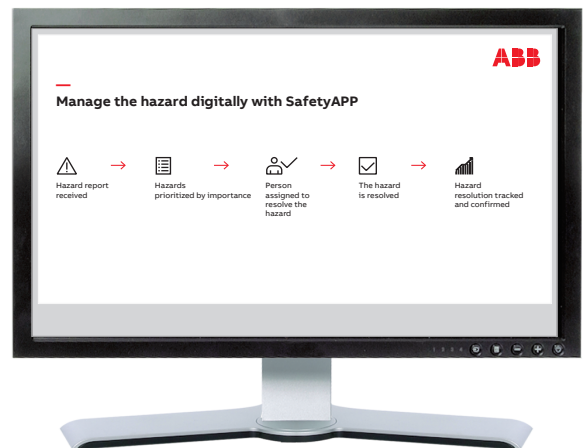 ABB
Manage the hazard digitally with SafetyAPP
Hazard report
received
Hazards
prioritized by importance
Person
assigned to
resolve the
hazard
The hazard
is resolved
Hazard
resolution tracked
and confirmed